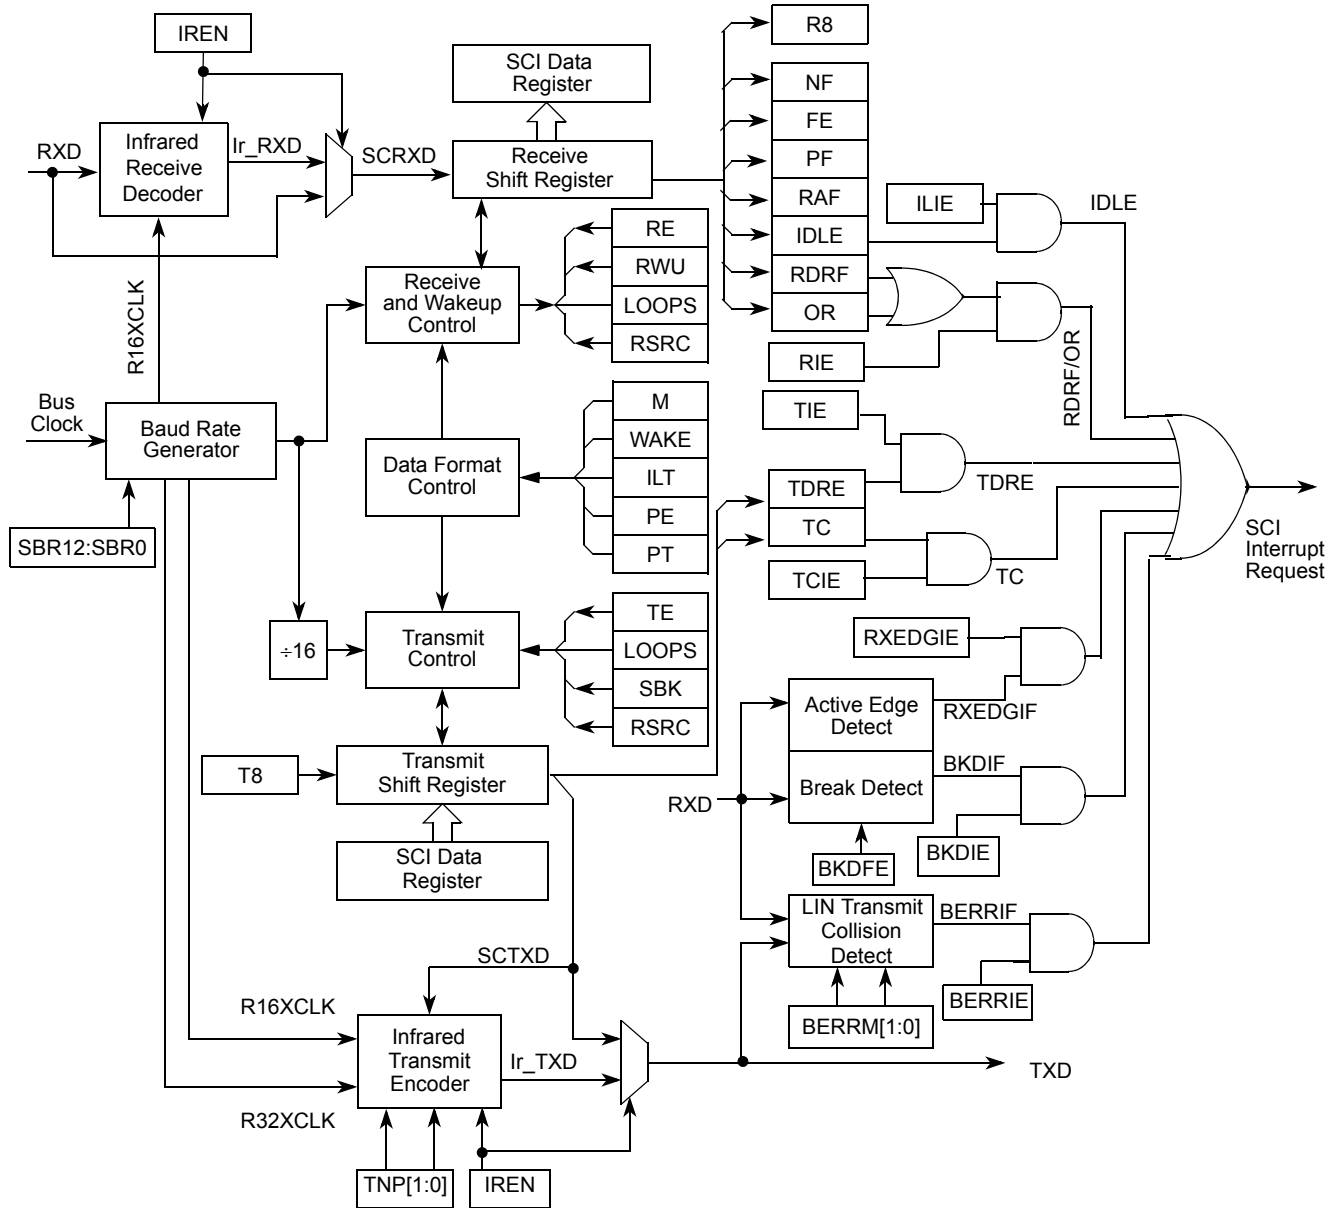 IREN
SCI Data
Register
R8
NF
FE
PF
RAF
IDLE
RDRF
OR
RXD
Infrared
Receive
Decoder
Ir_RXD
SCRXD
Receive
Shift Register
ILIE
IDLE
R16XCLK
Receive
and Wakeup
Control
RE
RWU
LOOPS
RSRC
RIE
RDRF/OR
Bus
Clock
Baud Rate
Generator
SBR12:SBR0
Data Format
Control
M
WAKE
ILT
PE
PT
TIE
TDRE
TC
TCIE
TDRE
TC
SCI
Interrupt
Request
÷16
Transmit
Control
TE
LOOPS
SBK
RSRC
RXEDGIE
Active Edge
Detect
RXEDGIF
T8
Transmit
Shift Register
RXD
Break Detect
BKDIF
BKDFE
BKDIE
SCI Data
Register
LIN Transmit
Collision
Detect
BERRIF
BERRIE
BERRM[1:0]
SCTXD
R16XCLK
Infrared
Transmit
Encoder
Ir_TXD
R32XCLK
TXD
TNP[1:0]
IREN